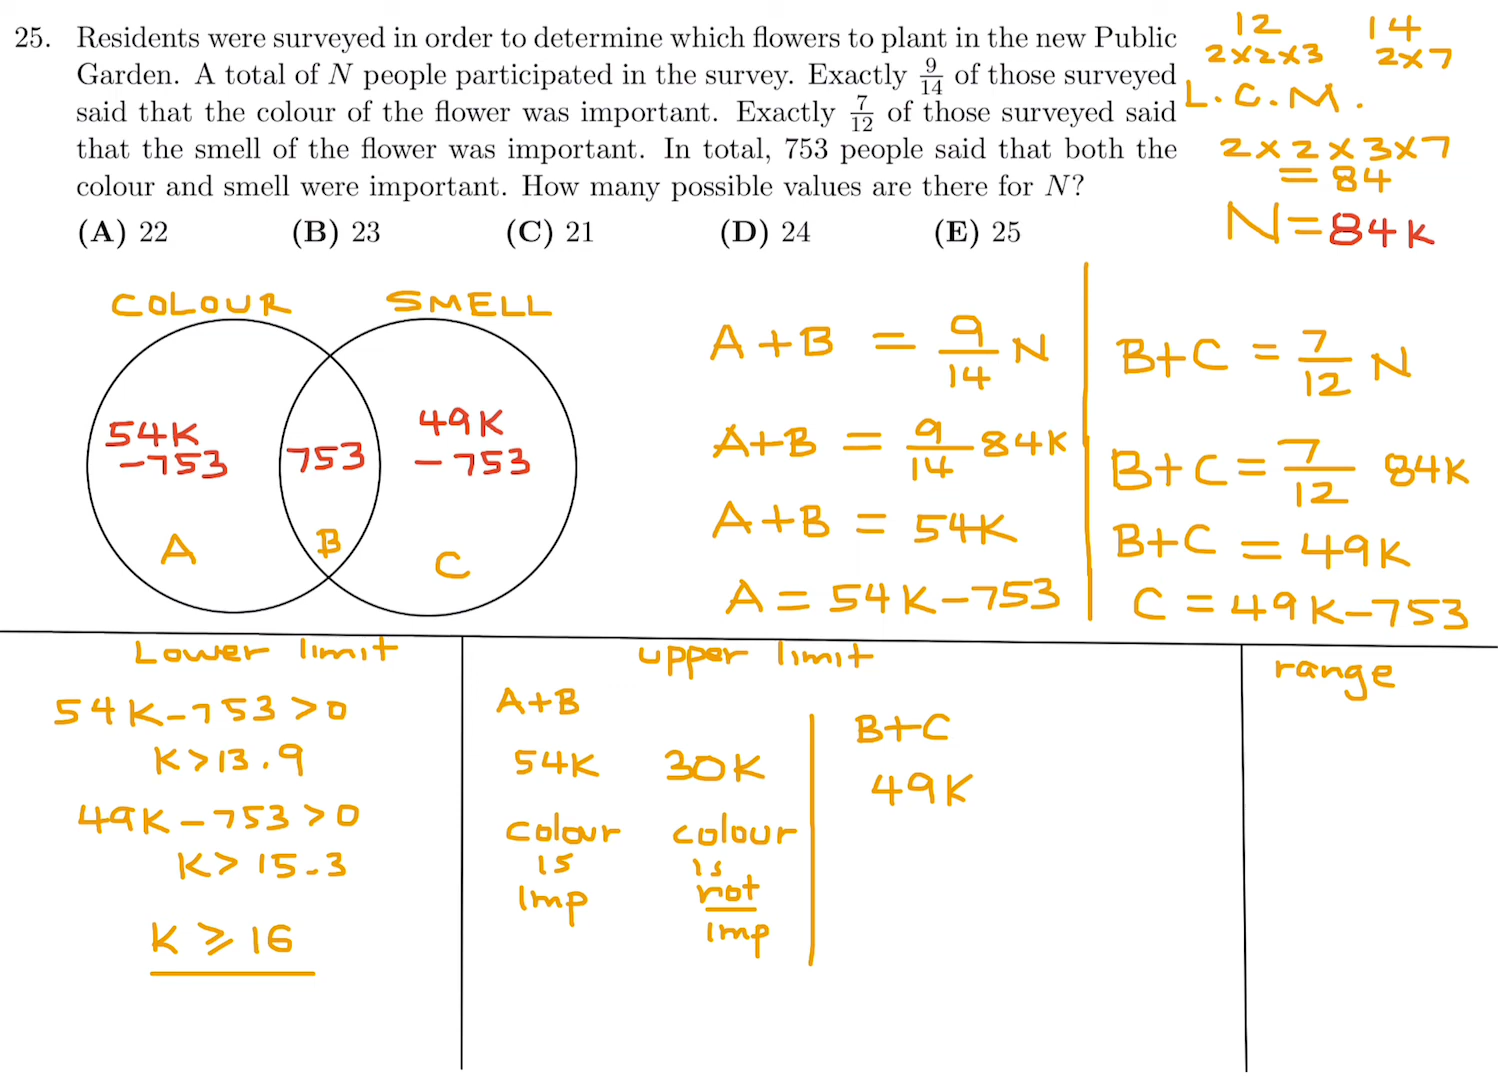 25. Residents were surveyed in order to determine which flowers to plant in the new Public
Garden. A total of N people participated in the survey. Exactly 9/14 of those surveyed
said that the colour of the flower was important. Exactly 7/12 of those surveyed said
that the smell of the flower was important. In total, 753 people said that both the
colour and smell were important. How many possible values are there for N?
(A) 22 (B) 23 (C) 21 (D) 24 (E) 25
12 14
2×2×3 2×7
L.C.M.
2×2×3×7
= 84
N=84K
COLOUR SMELL
54K
-753
753
49K
-753
A
B
C
A+B = 9/14 N
A+B = 9/14 84K
A+B = 54K
A = 54K-753
B+C = 7/12 N
B+C = 7/12 84K
B+C = 49K
C = 49K-753
Lower limit
54K-753>0
K>13.9
49K-753>0
K>15.3
K≥16
upper limit
A+B
54K 30K
colour colour
is is
Imp not
Imp
B+C
49K
range